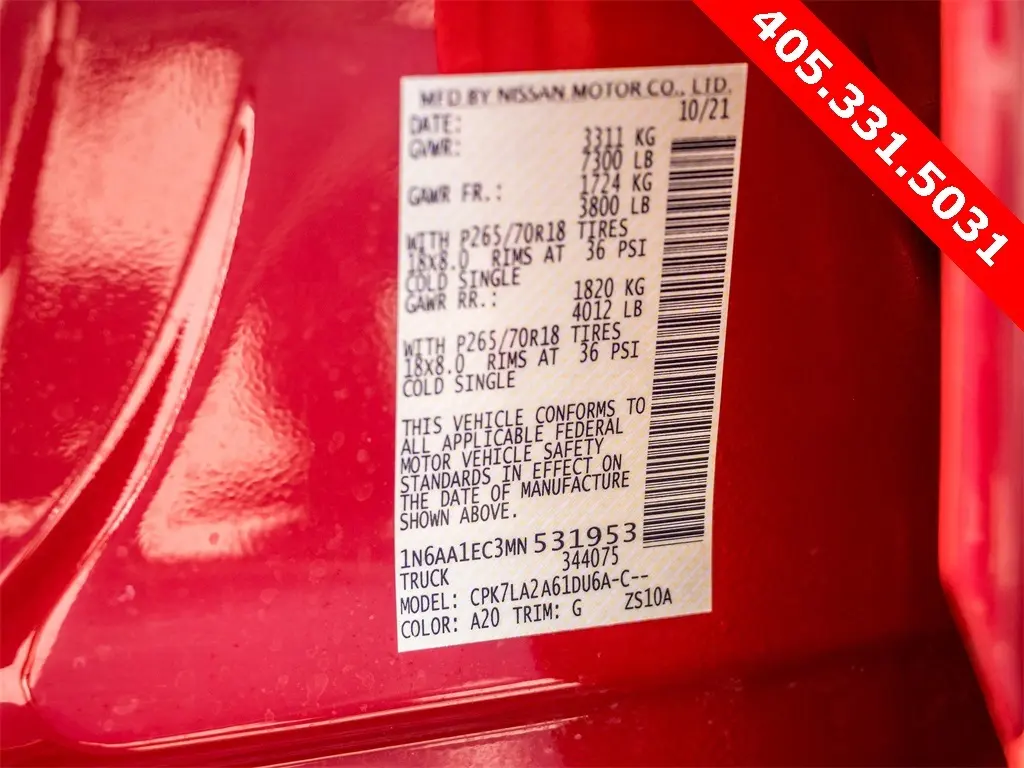 405.331.5031
MFD BY NISSAN MOTOR CO., LTD.
DATE: 10/21
GVWR: 3311 KG
7300 LB
GAWR FR.: 1724 KG
3800 LB
WITH P265/70R18 TIRES
18X8.0 RIMS AT 36 PSI
COLD SINGLE
GAWR RR.: 1820 KG
4012 LB
WITH P265/70R18 TIRES
18X8.0 RIMS AT 36 PSI
COLD SINGLE
THIS VEHICLE CONFORMS TO
ALL APPLICABLE FEDERAL
MOTOR VEHICLE SAFETY
STANDARDS IN EFFECT ON
THE DATE OF MANUFACTURE
SHOWN ABOVE.
1N6AA1EC3MN 531953
344075
TRUCK
MODEL: CPK7LA2A61DU6A-C--
COLOR: A20 TRIM: G ZS10A